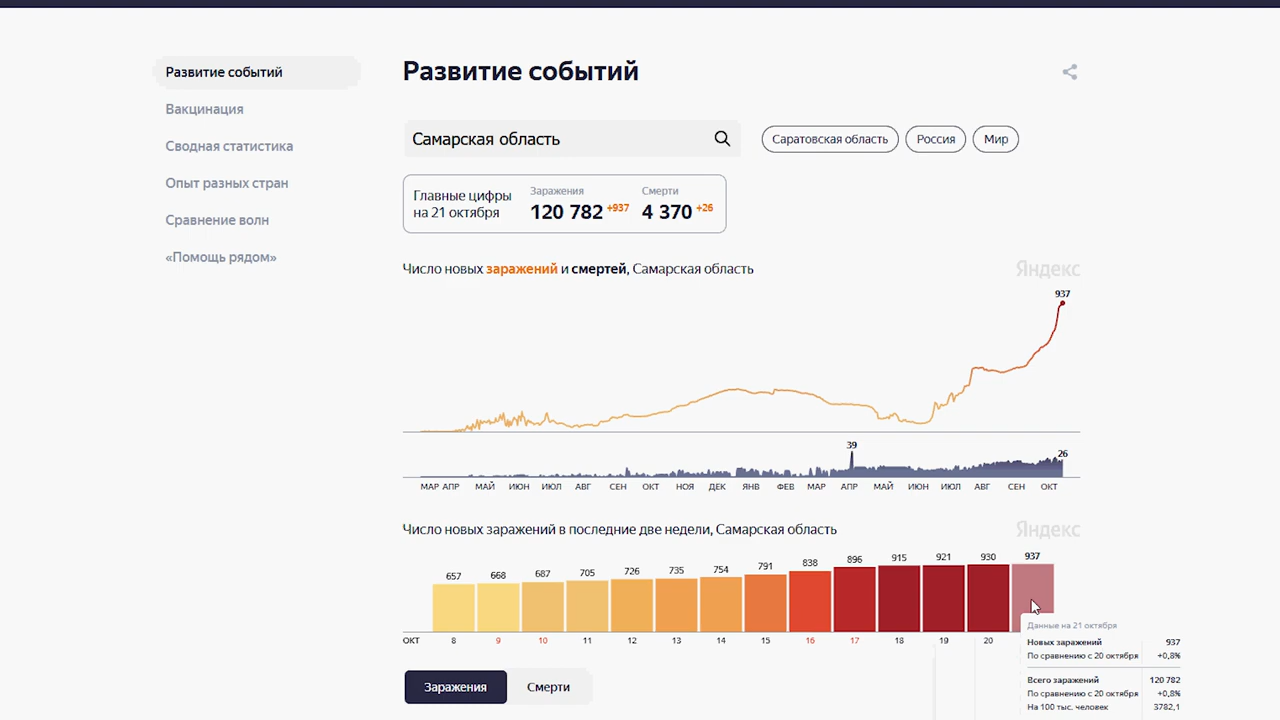 Развитие событий
Вакцинация
Сводная статистика
Опыт разных стран
Сравнение волн
«Помощь рядом»
Развитие событий
Самарская область
Саратовская область Россия Мир
Главные цифры
на 21 октября
Заражения
120 782 +937
Смерти
4 370 +26
Число новых заражений и смертей, Самарская область
Яндекс
937
39
26
МАР АПР МАЙ ИЮН ИЮЛ АВГ СЕН ОКТ НОЯ ДЕК ЯНВ ФЕВ МАР АПР МАЙ ИЮН ИЮЛ АВГ СЕН ОКТ
Число новых заражений в последние две недели, Самарская область
Яндекс
657 668 687 705 726 735 754 791 838 896 915 921 930 937
ОКТ 8 9 10 11 12 13 14 15 16 17 18 19 20
Данные на 21 октября
Новых заражений 937
По сравнению с 20 октября +0,8%
Всего заражений 120 782
По сравнению с 20 октября +0,8%
На 100 тыс. человек 3782,1
Заражения Смерти